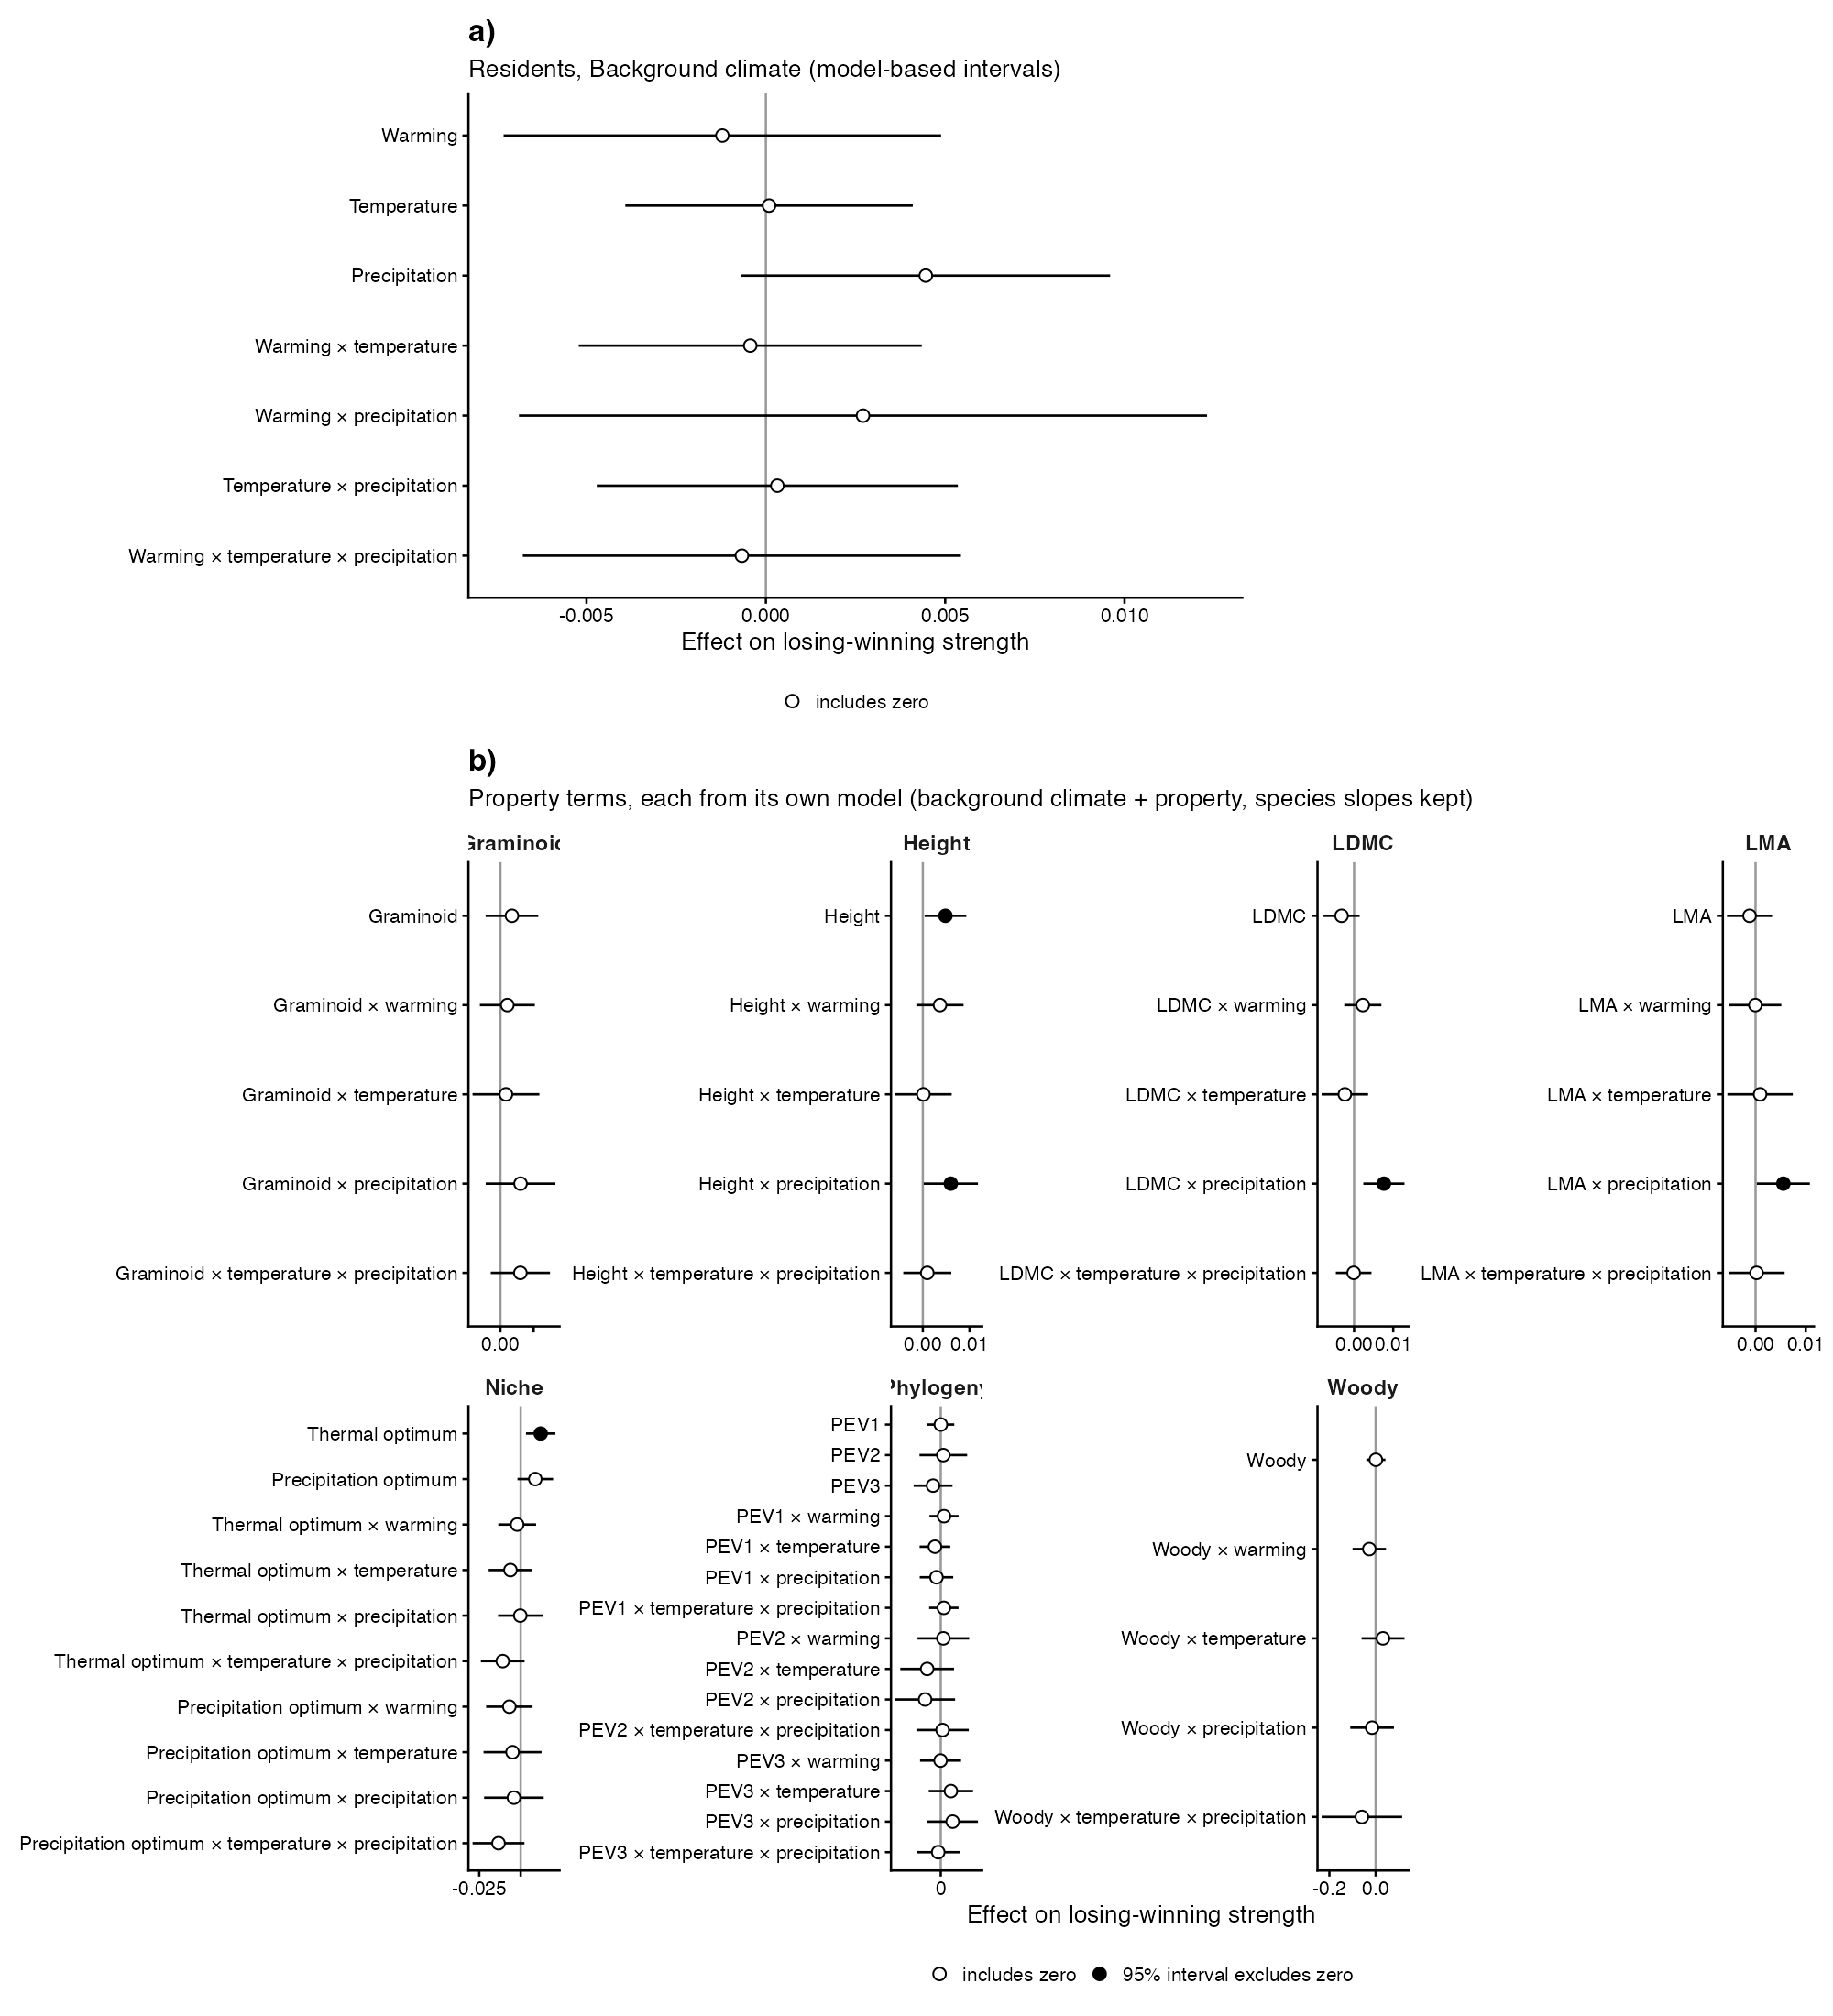 a)
Residents, Background climate (model-based intervals)
Warming
Temperature
Precipitation
Warming × temperature
Warming × precipitation
Temperature × precipitation
Warming × temperature × precipitation
-0.005 0.000 0.005 0.010
Effect on losing-winning strength
includes zero
b)
Property terms, each from its own model (background climate + property, species slopes kept)
Graminoid
Graminoid
Graminoid × warming
Graminoid × temperature
Graminoid × precipitation
Graminoid × temperature × precipitation
0.00
Height
Height
Height × warming
Height × temperature
Height × precipitation
Height × temperature × precipitation
0.00 0.01
LDMC
LDMC
LDMC × warming
LDMC × temperature
LDMC × precipitation
LDMC × temperature × precipitation
0.00 0.01
LMA
LMA
LMA × warming
LMA × temperature
LMA × precipitation
LMA × temperature × precipitation
0.00 0.01
Niche
Thermal optimum
Precipitation optimum
Thermal optimum × warming
Thermal optimum × temperature
Thermal optimum × precipitation
Thermal optimum × temperature × precipitation
Precipitation optimum × warming
Precipitation optimum × temperature
Precipitation optimum × precipitation
Precipitation optimum × temperature × precipitation
-0.025
Phylogeny
PEV1
PEV2
PEV3
PEV1 × warming
PEV1 × temperature
PEV1 × precipitation
PEV1 × temperature × precipitation
PEV2 × warming
PEV2 × temperature
PEV2 × precipitation
PEV2 × temperature × precipitation
PEV3 × warming
PEV3 × temperature
PEV3 × precipitation
PEV3 × temperature × precipitation
0
Woody
Woody
Woody × warming
Woody × temperature
Woody × precipitation
Woody × temperature × precipitation
-0.2 0.0
Effect on losing-winning strength
includes zero 95% interval excludes zero